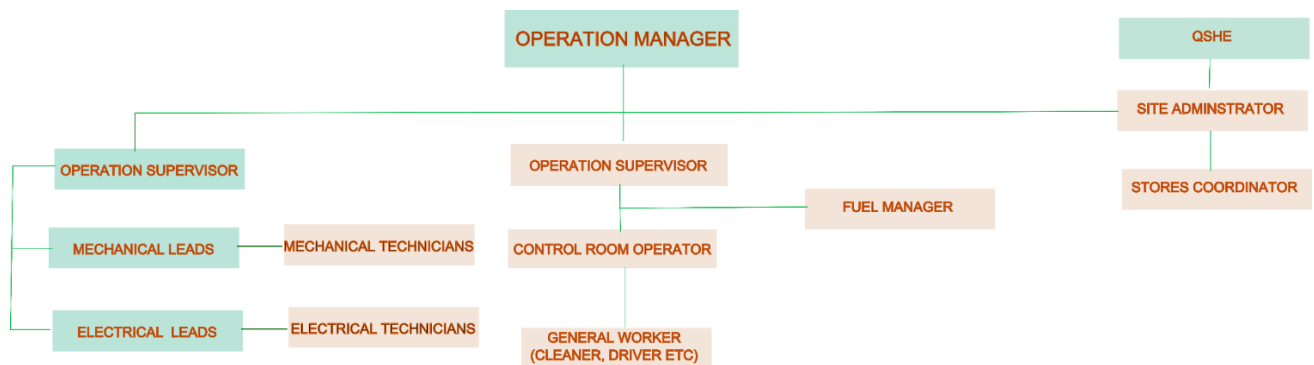 OPERATION MANAGER
QSHE
SITE ADMINSTRATOR
OPERATION SUPERVISOR
OPERATION SUPERVISOR
STORES COORDINATOR
FUEL MANAGER
MECHANICAL LEADS
MECHANICAL TECHNICIANS
CONTROL ROOM OPERATOR
ELECTRICAL LEADS
ELECTRICAL TECHNICIANS
GENERAL WORKER
(CLEANER, DRIVER ETC)